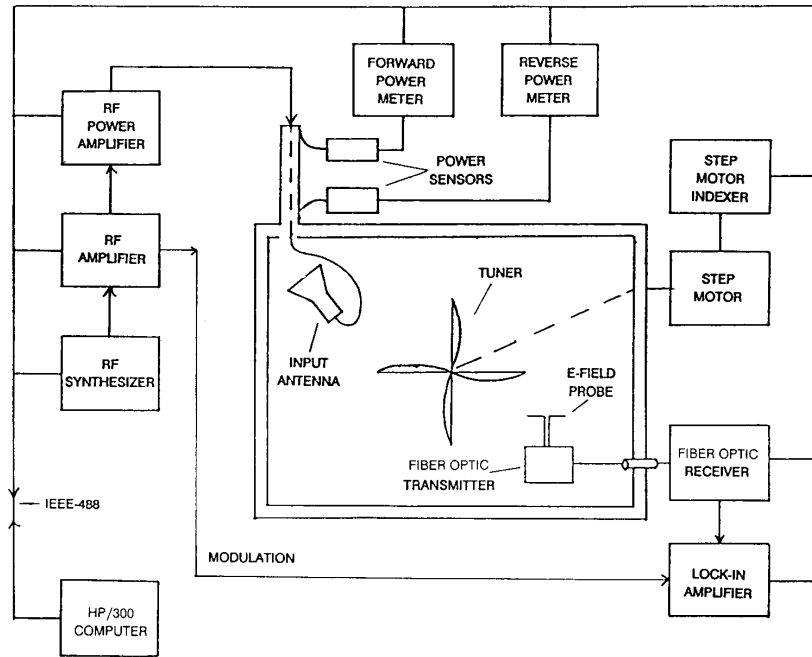 FORWARD
POWER
METER
REVERSE
POWER
METER
RF
POWER
AMPLIFIER
POWER
SENSORS
STEP
MOTOR
INDEXER
RF
AMPLIFIER
STEP
MOTOR
TUNER
INPUT
ANTENNA
RF
SYNTHESIZER
E-FIELD
PROBE
FIBER OPTIC
TRANSMITTER
FIBER OPTIC
RECEIVER
IEEE-488
MODULATION
LOCK-IN
AMPLIFIER
HP/300
COMPUTER